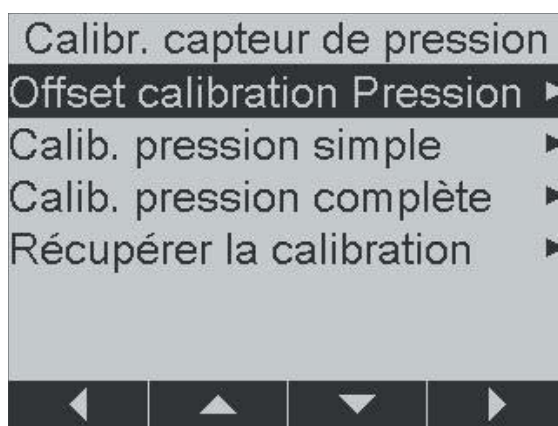 Calibr. capteur de pression
Offset calibration Pression
Calib. pression simple
Calib. pression complète
Récupérer la calibration